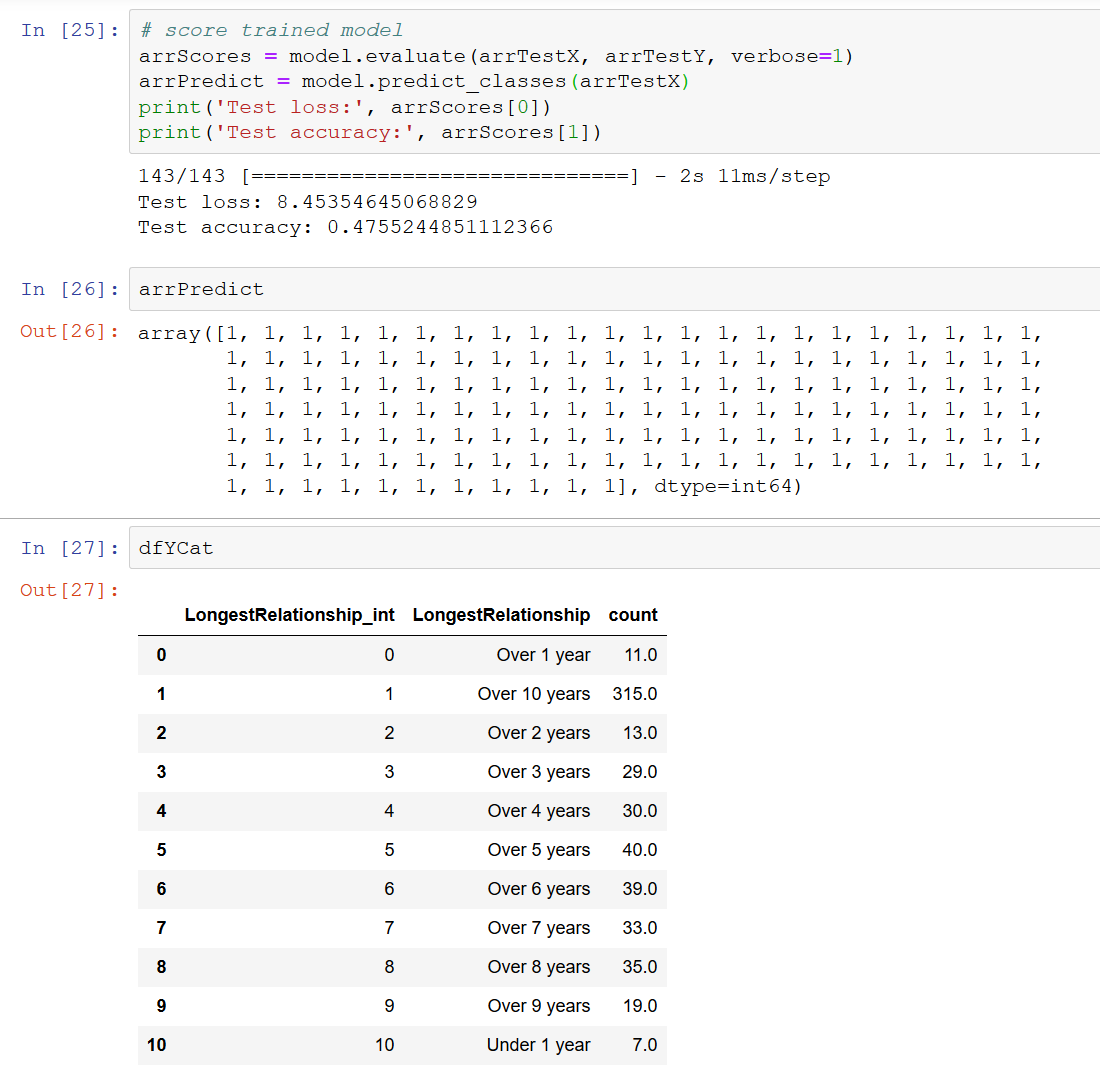 In [25]: # score trained model
arrScores = model.evaluate(arrTestX, arrTestY, verbose=1)
arrPredict = model.predict_classes(arrTestX)
print('Test loss:', arrScores[0])
print('Test accuracy:', arrScores[1])
143/143 [==============================] - 2s 11ms/step
Test loss: 8.45354645068829
Test accuracy: 0.4755244851112366
In [26]: arrPredict
Out[26]: array([1, 1, 1, 1, 1, 1, 1, 1, 1, 1, 1, 1, 1, 1, 1, 1, 1, 1, 1, 1, 1, 1,
1, 1, 1, 1, 1, 1, 1, 1, 1, 1, 1, 1, 1, 1, 1, 1, 1, 1, 1, 1, 1, 1,
1, 1, 1, 1, 1, 1, 1, 1, 1, 1, 1, 1, 1, 1, 1, 1, 1, 1, 1, 1, 1, 1,
1, 1, 1, 1, 1, 1, 1, 1, 1, 1, 1, 1, 1, 1, 1, 1, 1, 1, 1, 1, 1, 1,
1, 1, 1, 1, 1, 1, 1, 1, 1, 1, 1, 1, 1, 1, 1, 1, 1, 1, 1, 1, 1, 1,
1, 1, 1, 1, 1, 1, 1, 1, 1, 1, 1, 1, 1, 1, 1, 1, 1, 1, 1, 1, 1, 1,
1, 1, 1, 1, 1, 1, 1, 1, 1, 1, 1], dtype=int64)
In [27]: dfYCat
Out[27]:
LongestRelationship_int LongestRelationship count
0 0 Over 1 year 11.0
1 1 Over 10 years 315.0
2 2 Over 2 years 13.0
3 3 Over 3 years 29.0
4 4 Over 4 years 30.0
5 5 Over 5 years 40.0
6 6 Over 6 years 39.0
7 7 Over 7 years 33.0
8 8 Over 8 years 35.0
9 9 Over 9 years 19.0
10 10 Under 1 year 7.0